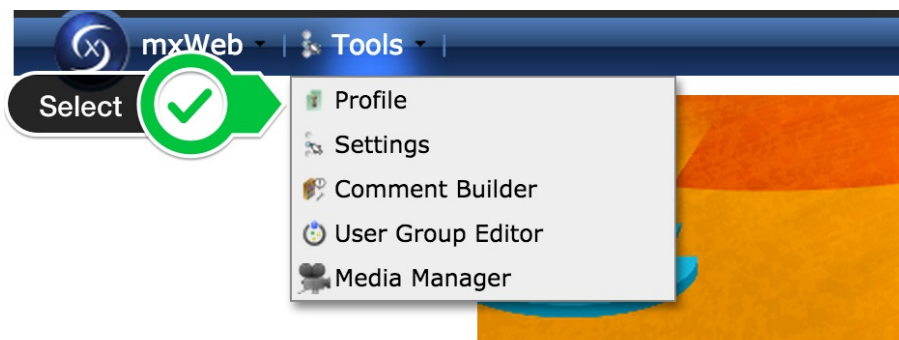 mxWeb Tools
Select
Profile
Settings
Comment Builder
User Group Editor
Media Manager